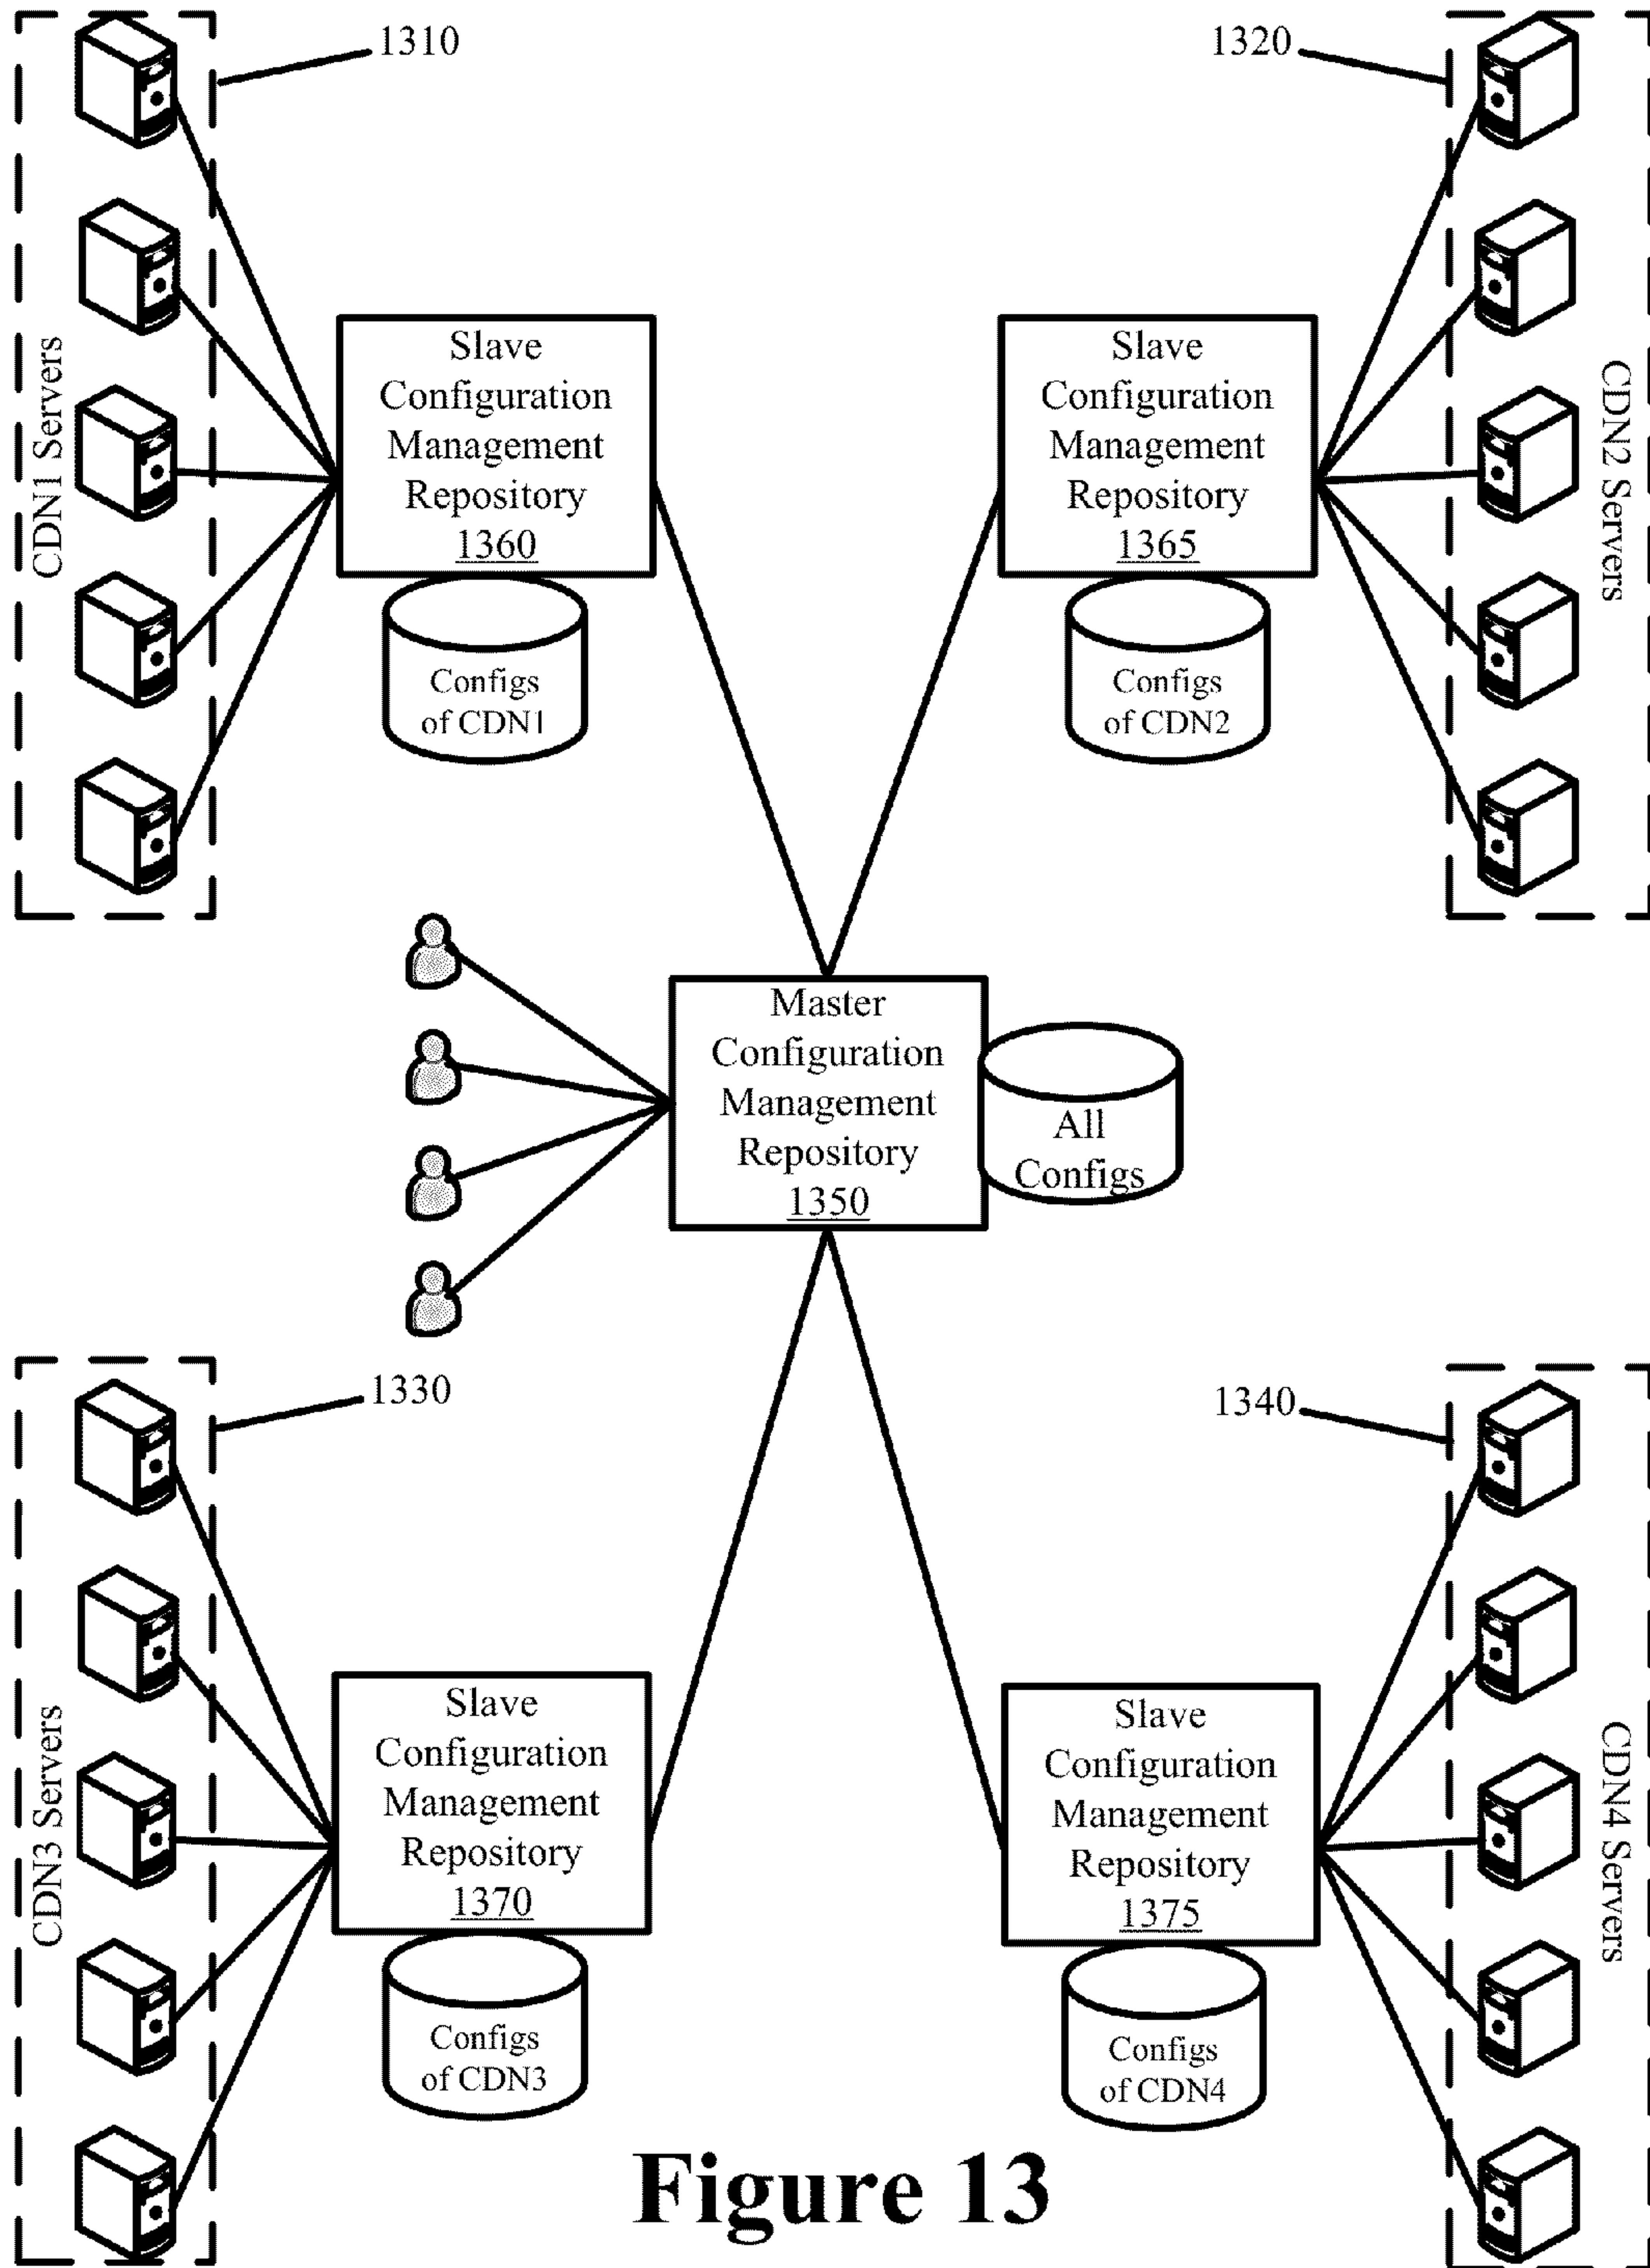 1310
1320
CDN1 Servers
Slave
Configuration
Management
Repository
1360
Configs
of CDN1
Slave
Configuration
Management
Repository
1365
Configs
of CDN2
CDN2 Servers
Master
Configuration
Management
Repository
1350
All
Configs
1330
1340
CDN3 Servers
Slave
Configuration
Management
Repository
1370
Configs
of CDN3
Slave
Configuration
Management
Repository
1375
Configs
of CDN4
CDN4 Servers
Figure 13